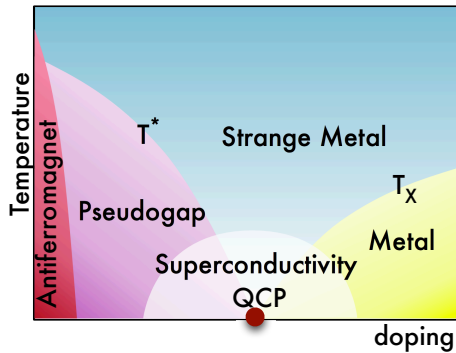 Temperature
Antiferromagnet
T*
Strange Metal
Pseudogap
TX
Metal
Superconductivity
QCP
doping